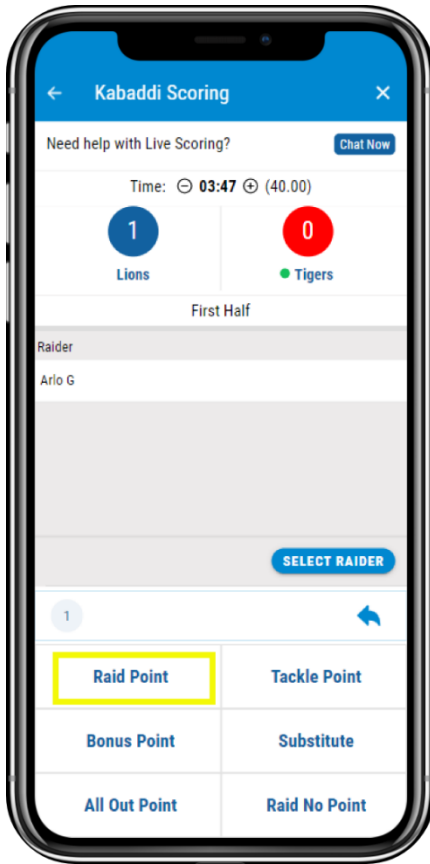 ← Kabaddi Scoring ×
Need help with Live Scoring? Chat Now
Time: ⊖ 03:47 ⊕ (40.00)
1 0
Lions Tigers
First Half
Raider
Arlo G
SELECT RAIDER
1
Raid Point Tackle Point
Bonus Point Substitute
All Out Point Raid No Point